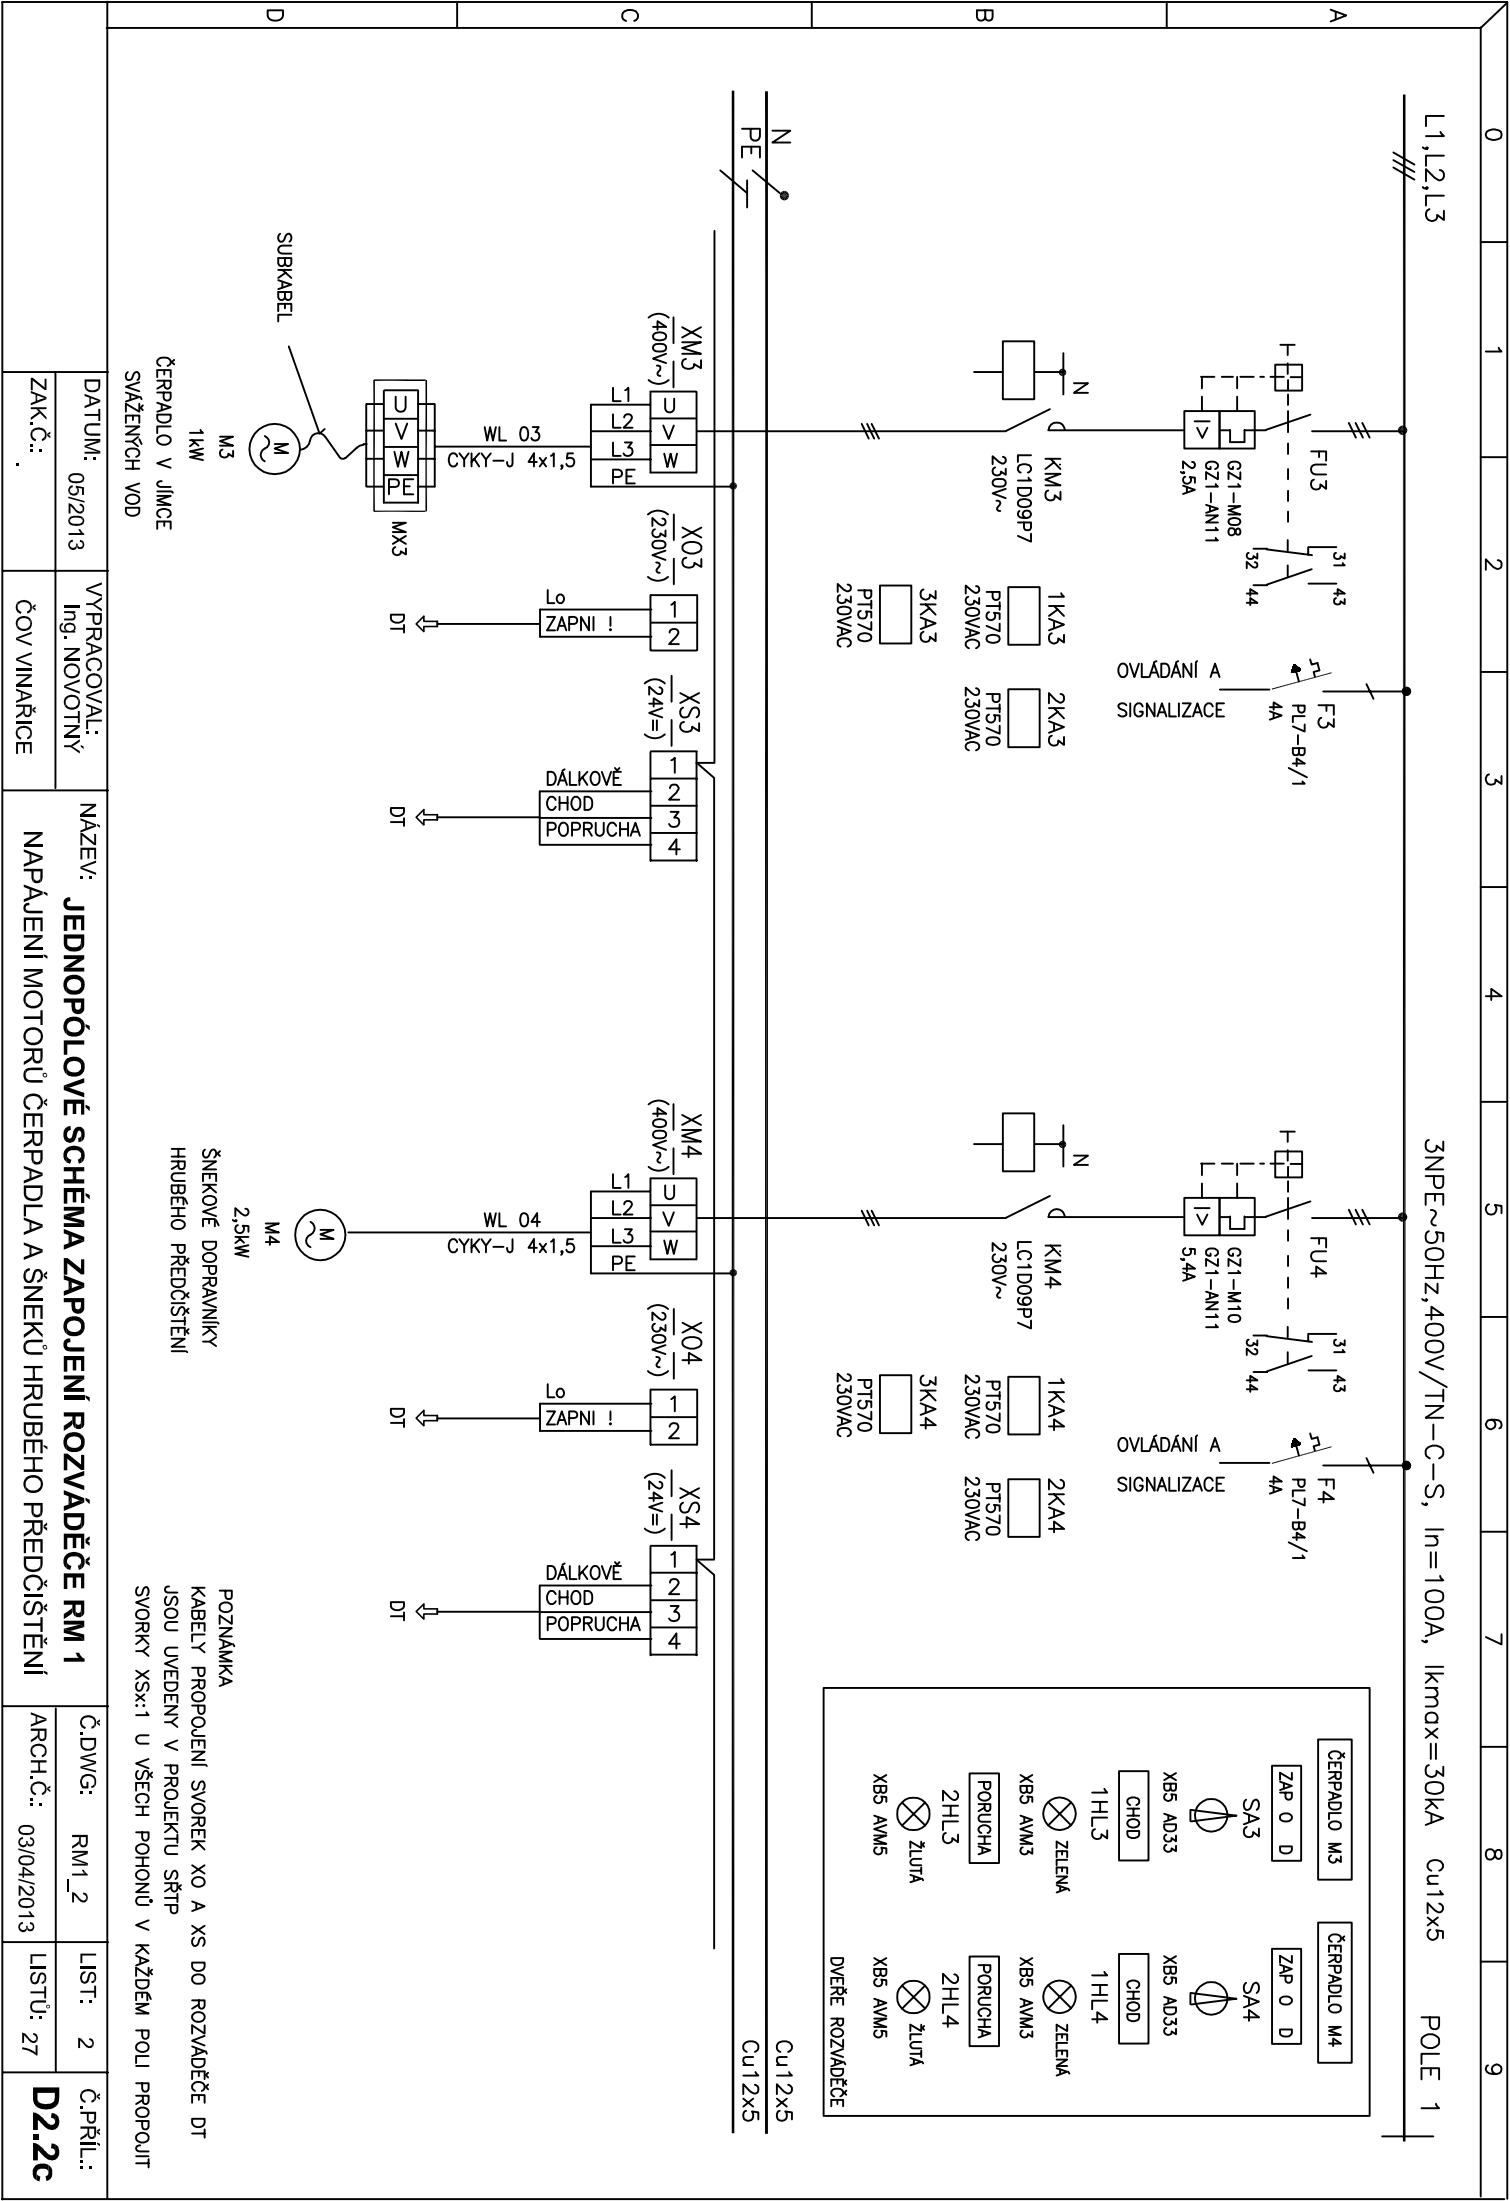 0 1 2 3 4 5 6 7 8 9
A
B
C
D
L1,L2,L3
3NPE~50Hz,400V/TN-C-S, In=100A, Ikmax=30kA Cu12x5 POLE 1
FU3
GZ1-M08
GZ1-AN11
2,5A
I>
31 43
32 44
F3
PL7-B4/1
4A
OVLÁDÁNÍ A
SIGNALIZACE
N
KM3
LC1D09P7
230V~
1KA3
PT570
230VAC
2KA3
PT570
230VAC
3KA3
PT570
230VAC
FU4
GZ1-M10
GZ1-AN11
5,4A
I>
31 43
32 44
F4
PL7-B4/1
4A
OVLÁDÁNÍ A
SIGNALIZACE
N
KM4
LC1D09P7
230V~
1KA4
PT570
230VAC
2KA4
PT570
230VAC
3KA4
PT570
230VAC
ČERPADLO M3
ZAP O D
SA3
XB5 AD33
CHOD
1HL3
ZELENÁ
XB5 AVM3
PORUCHA
2HL3
ŽLUTÁ
XB5 AVM5
ČERPADLO M4
ZAP O D
SA4
XB5 AD33
CHOD
1HL4
ZELENÁ
XB5 AVM3
PORUCHA
2HL4
ŽLUTÁ
XB5 AVM5
DVEŘE ROZVÁDĚČE
N
PE
Cu12x5
Cu12x5
XM3
(400V~)
U V W
L1 L2 L3 PE
WL 03
CYKY-J 4x1,5
MX3
U V W PE
SUBKABEL
M
M3
1kW
ČERPADLO V JÍMCE
SVÁŽENÝCH VOD
XO3
(230V~)
1 2
Lo
ZAPNI !
DT
XS3
(24V=)
1 2 3 4
DÁLKOVĚ
CHOD
POPRUCHA
DT
XM4
(400V~)
U V W
L1 L2 L3 PE
WL 04
CYKY-J 4x1,5
M
M4
2,5kW
ŠNEKOVÉ DOPRAVNÍKY
HRUBÉHO PŘEDČIŠTĚNÍ
XO4
(230V~)
1 2
Lo
ZAPNI !
DT
XS4
(24V=)
1 2 3 4
DÁLKOVĚ
CHOD
POPRUCHA
DT
POZNÁMKA
KABELY PROPOJENÍ SVOREK XO A XS DO ROZVÁDĚČE DT
JSOU UVEDENY V PROJEKTU SŘTP
SVORKY XSx:1 U VŠECH POHONŮ V KAŽDÉM POLI PROPOJIT
DATUM: 05/2013
ZAK.Č.: .
VYPRACOVAL:
Ing. NOVOTNÝ
ČOV VINAŘICE
NÁZEV: JEDNOPÓLOVÉ SCHÉMA ZAPOJENÍ ROZVÁDĚČE RM 1
NAPÁJENÍ MOTORŮ ČERPADLA A ŠNEKŮ HRUBÉHO PŘEDČIŠTĚNÍ
Č.DWG: RM1_2
ARCH.Č.: 03/04/2013
LIST: 2
LISTŮ: 27
Č.PŘÍL.:
D2.2c